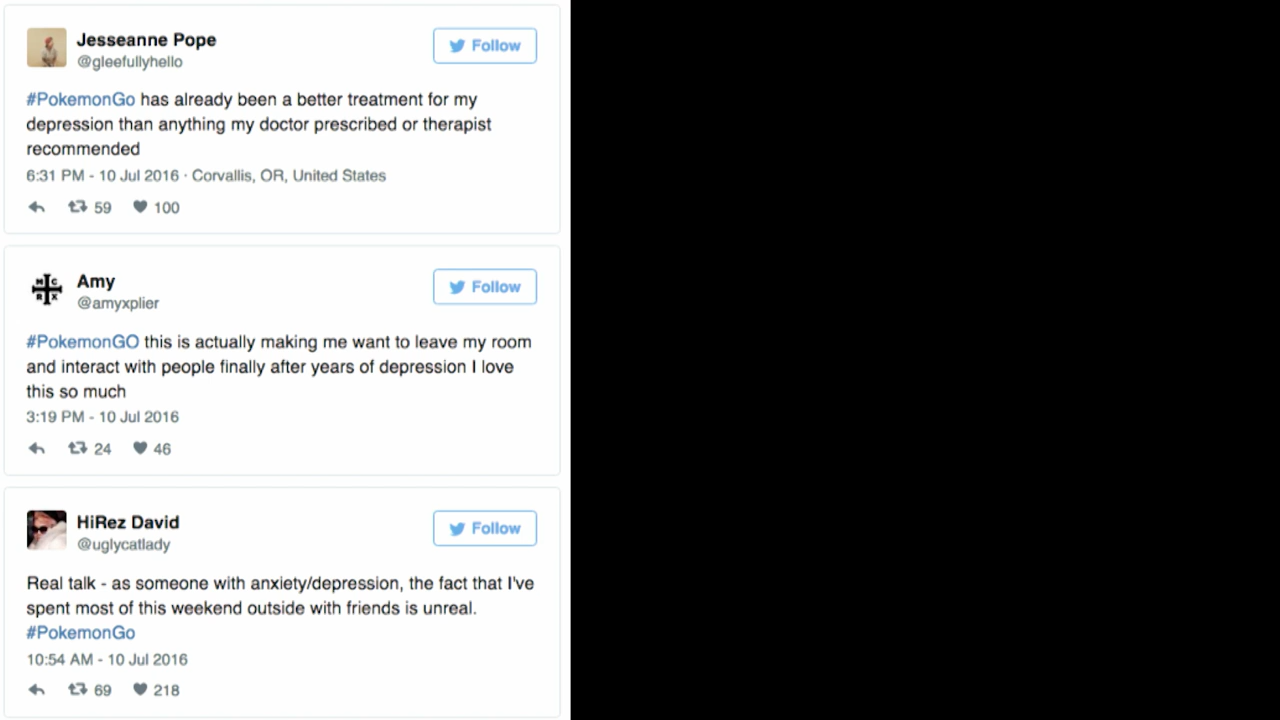 Jesseanne Pope
@gleefullyhello
Follow
#PokemonGo has already been a better treatment for my
depression than anything my doctor prescribed or therapist
recommended
6:31 PM - 10 Jul 2016 · Corvallis, OR, United States
59 100
Amy
@amyxplier
Follow
#PokemonGO this is actually making me want to leave my room
and interact with people finally after years of depression I love
this so much
3:19 PM - 10 Jul 2016
24 46
HiRez David
@uglycatlady
Follow
Real talk - as someone with anxiety/depression, the fact that I've
spent most of this weekend outside with friends is unreal.
#PokemonGo
10:54 AM - 10 Jul 2016
69 218